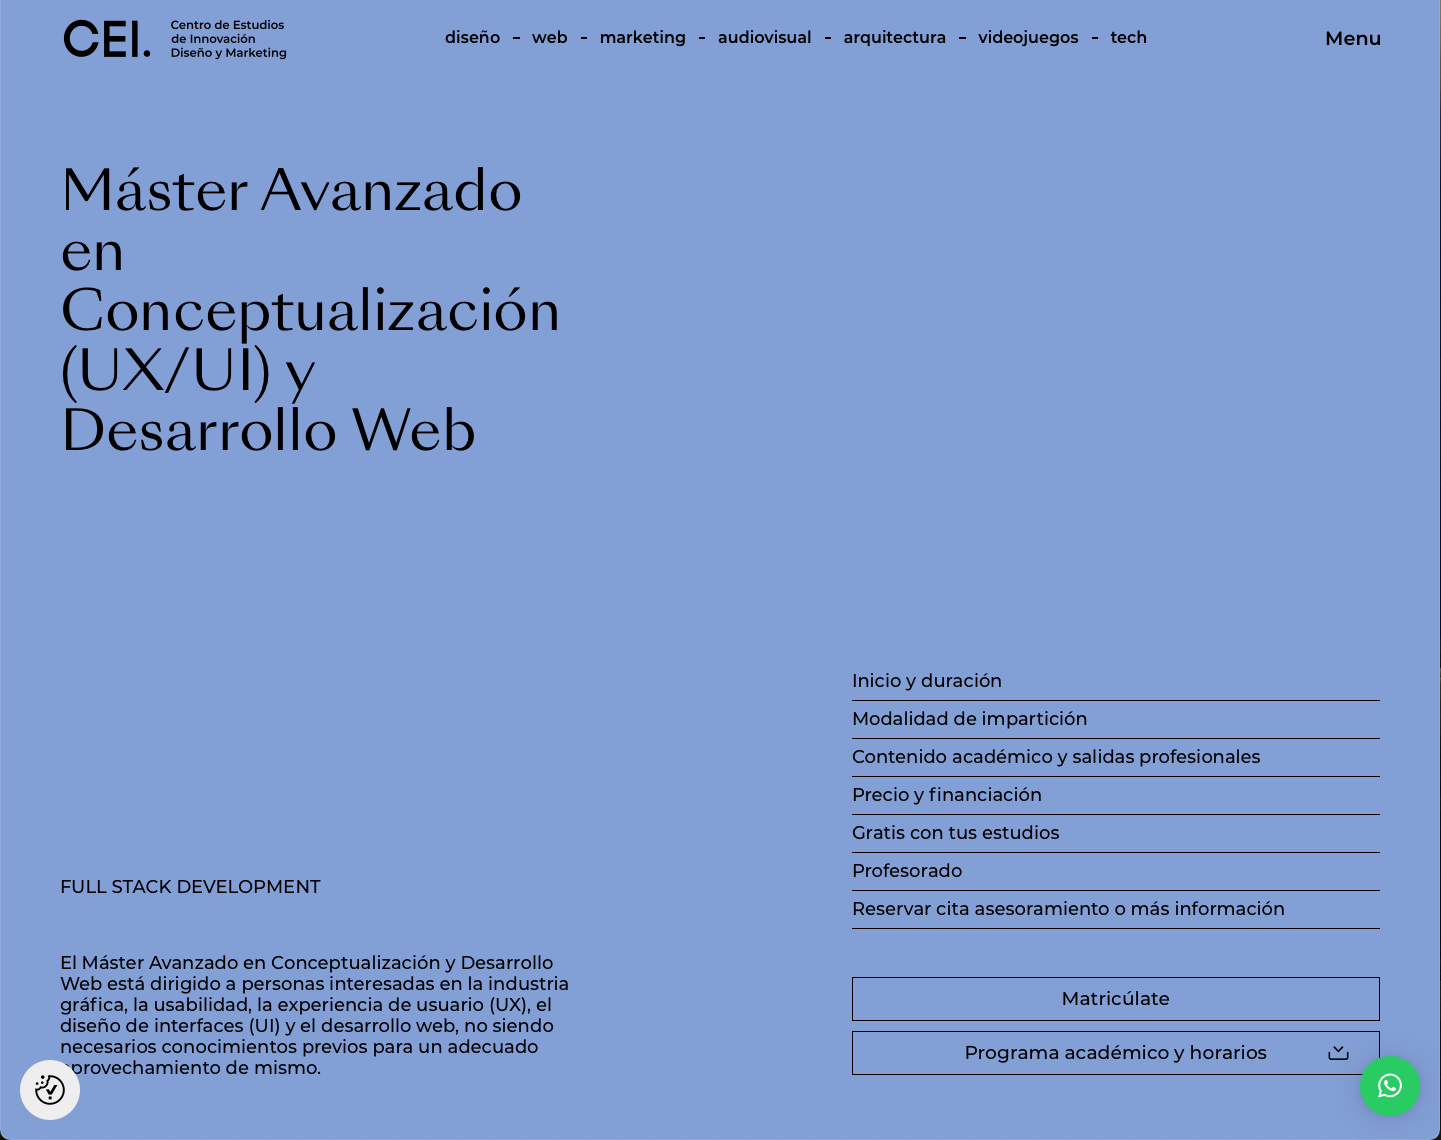 CEI.
Centro de Estudios
de Innovación
Diseño y Marketing
diseño - web - marketing - audiovisual - arquitectura - videojuegos - tech
Menu
Máster Avanzado
en
Conceptualización
(UX/UI) y
Desarrollo Web
Inicio y duración
Modalidad de impartición
Contenido académico y salidas profesionales
Precio y financiación
Gratis con tus estudios
Profesorado
Reservar cita asesoramiento o más información
FULL STACK DEVELOPMENT
El Máster Avanzado en Conceptualización y Desarrollo
Web está dirigido a personas interesadas en la industria
gráfica, la usabilidad, la experiencia de usuario (UX), el
diseño de interfaces (UI) y el desarrollo web, no siendo
necesarios conocimientos previos para un adecuado
aprovechamiento de mismo.
Matricúlate
Programa académico y horarios